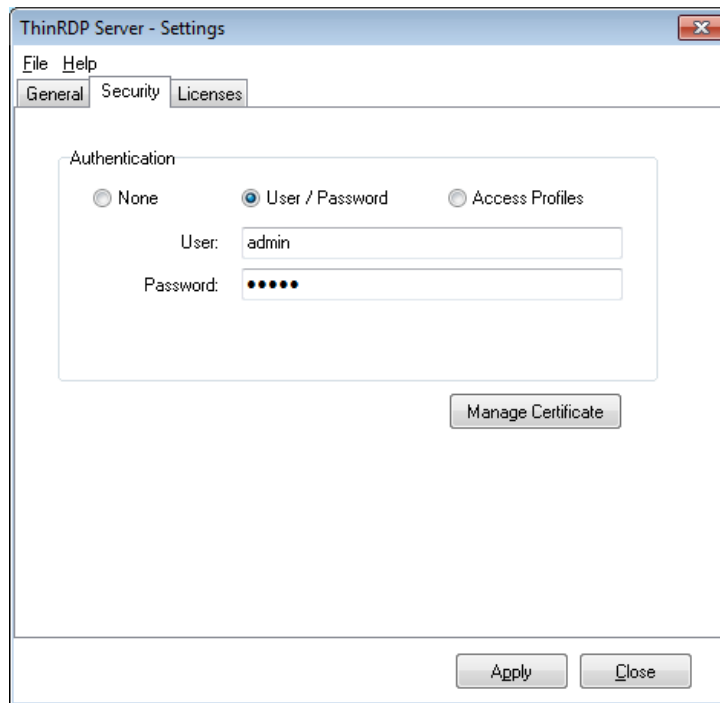 ThinRDP Server - Settings
File Help
General Security Licenses
Authentication
None User / Password Access Profiles
User: admin
Password: •••••
Manage Certificate
Apply Close